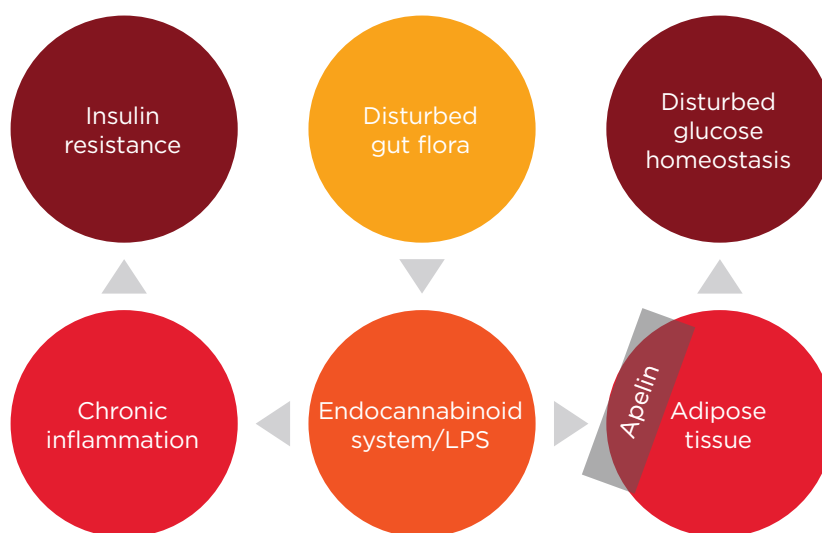 Insulin
resistance
Disturbed
gut flora
Disturbed
glucose
homeostasis
Chronic
inflammation
Endocannabinoid
system/LPS
Apelin
Adipose
tissue